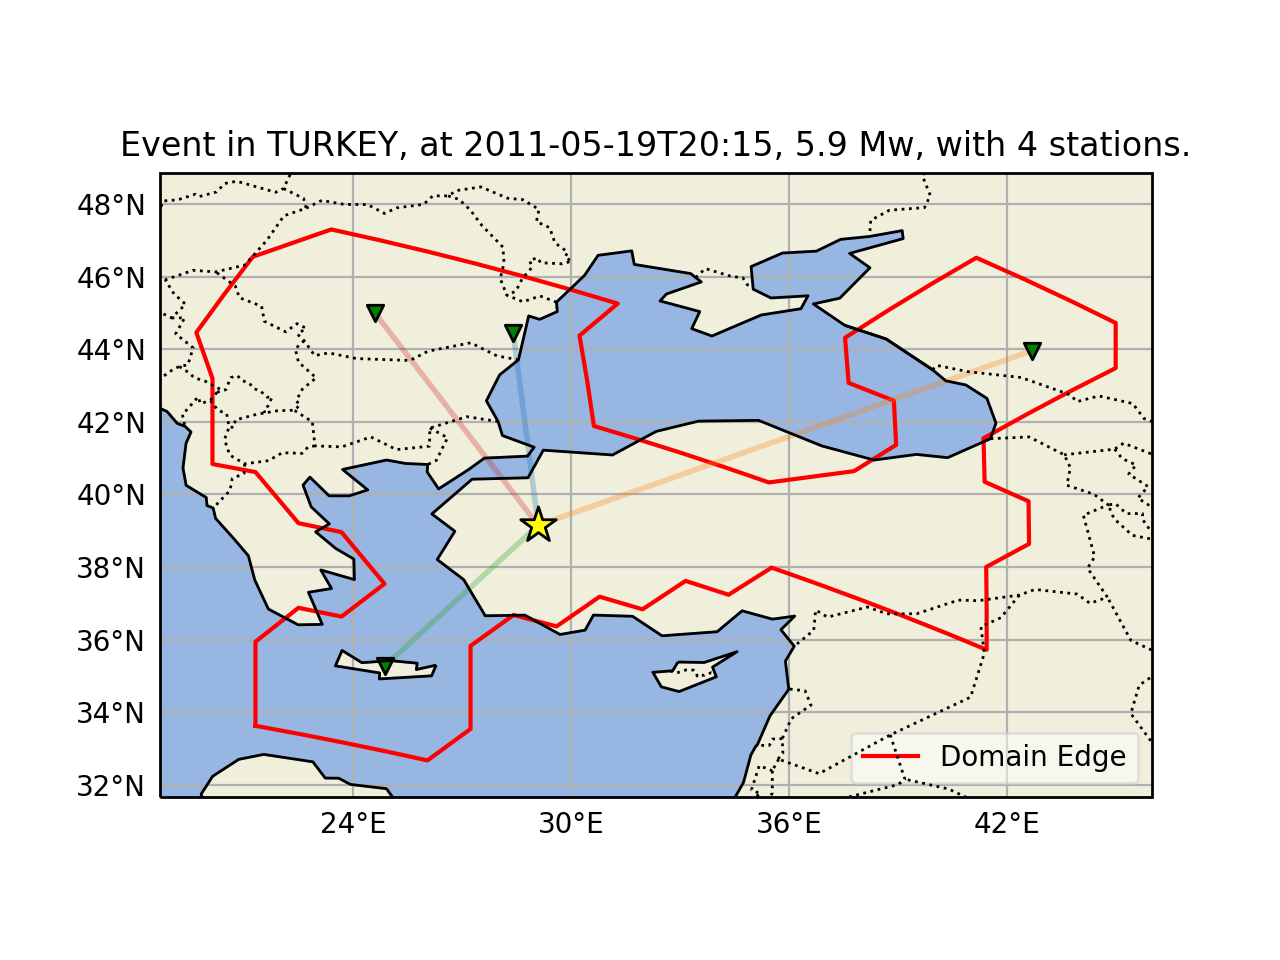 Event in TURKEY, at 2011-05-19T20:15, 5.9 Mw, with 4 stations.
48°N
46°N
44°N
42°N
40°N
38°N
36°N
34°N
32°N
Domain Edge
24°E 30°E 36°E 42°E